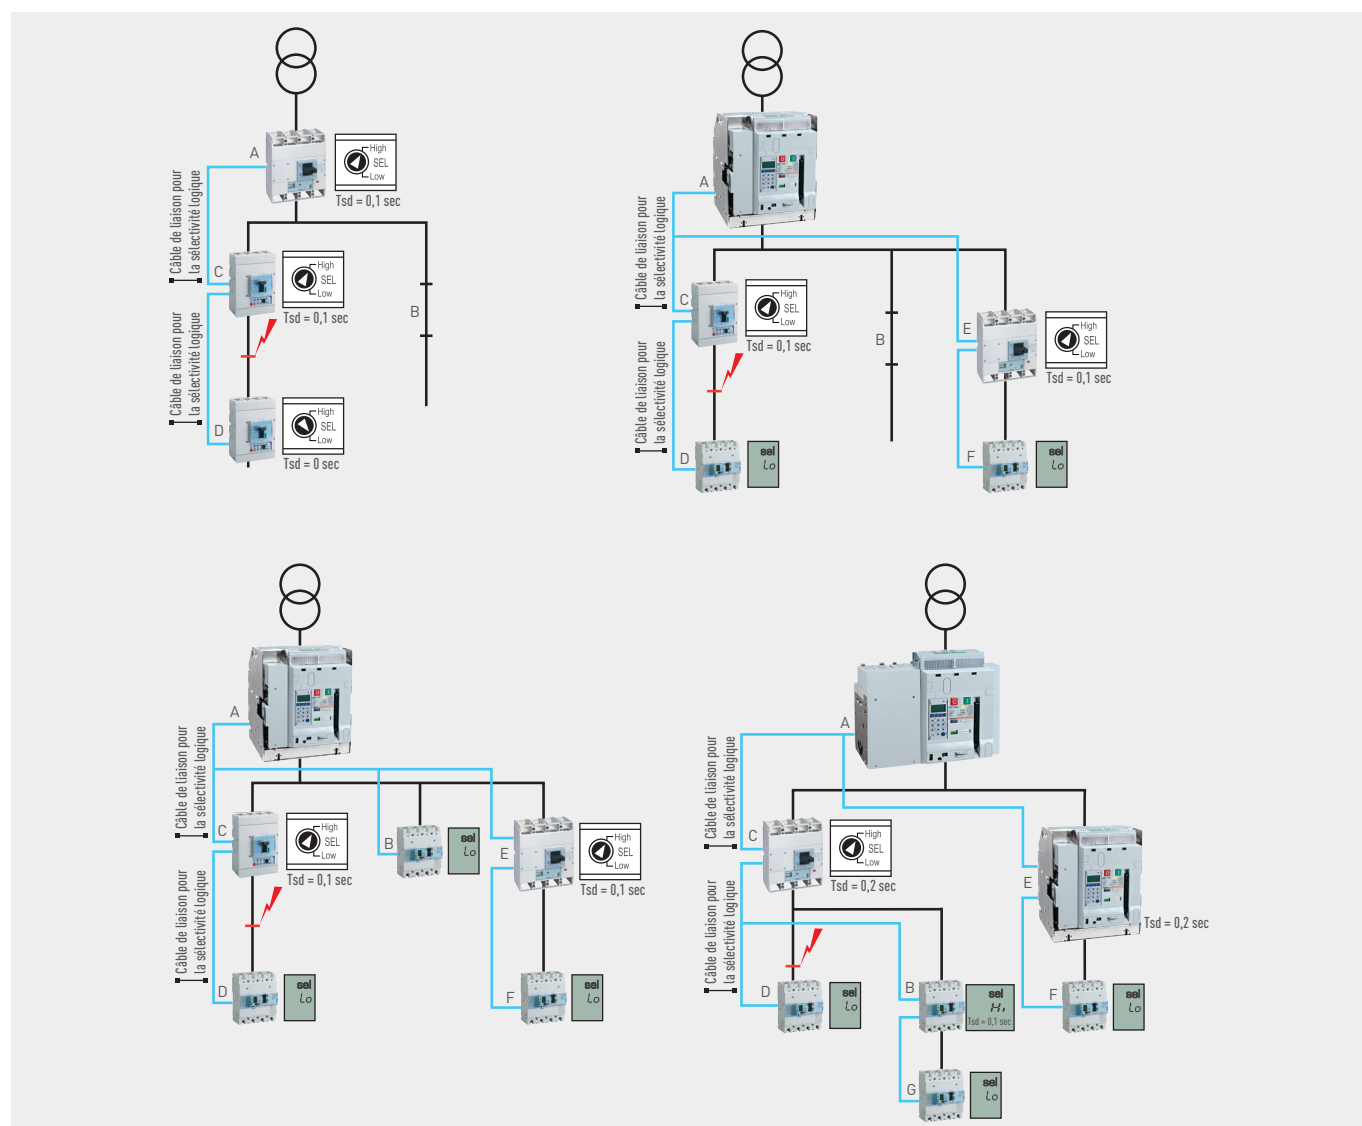 A
High
SEL
Low
Tsd = 0,1 sec
Câble de liaison pour
la sélectivité logique
C
High
SEL
Low
Tsd = 0,1 sec
B
Câble de liaison pour
la sélectivité logique
D
High
SEL
Low
Tsd = 0 sec
A
Câble de liaison pour
la sélectivité logique
C
High
SEL
Low
Tsd = 0,1 sec
B
E
High
SEL
Low
Tsd = 0,1 sec
Câble de liaison pour
la sélectivité logique
D
sel
Lo
F
sel
Lo
A
Câble de liaison pour
la sélectivité logique
C
High
SEL
Low
Tsd = 0,1 sec
B
sel
Lo
E
High
SEL
Low
Tsd = 0,1 sec
Câble de liaison pour
la sélectivité logique
D
sel
Lo
F
sel
Lo
A
Câble de liaison pour
la sélectivité logique
C
High
SEL
Low
Tsd = 0,2 sec
E
Tsd = 0,2 sec
Câble de liaison pour
la sélectivité logique
D
sel
Lo
B
sel
Hi
Tsd = 0,1 sec
F
sel
Lo
G
sel
Lo